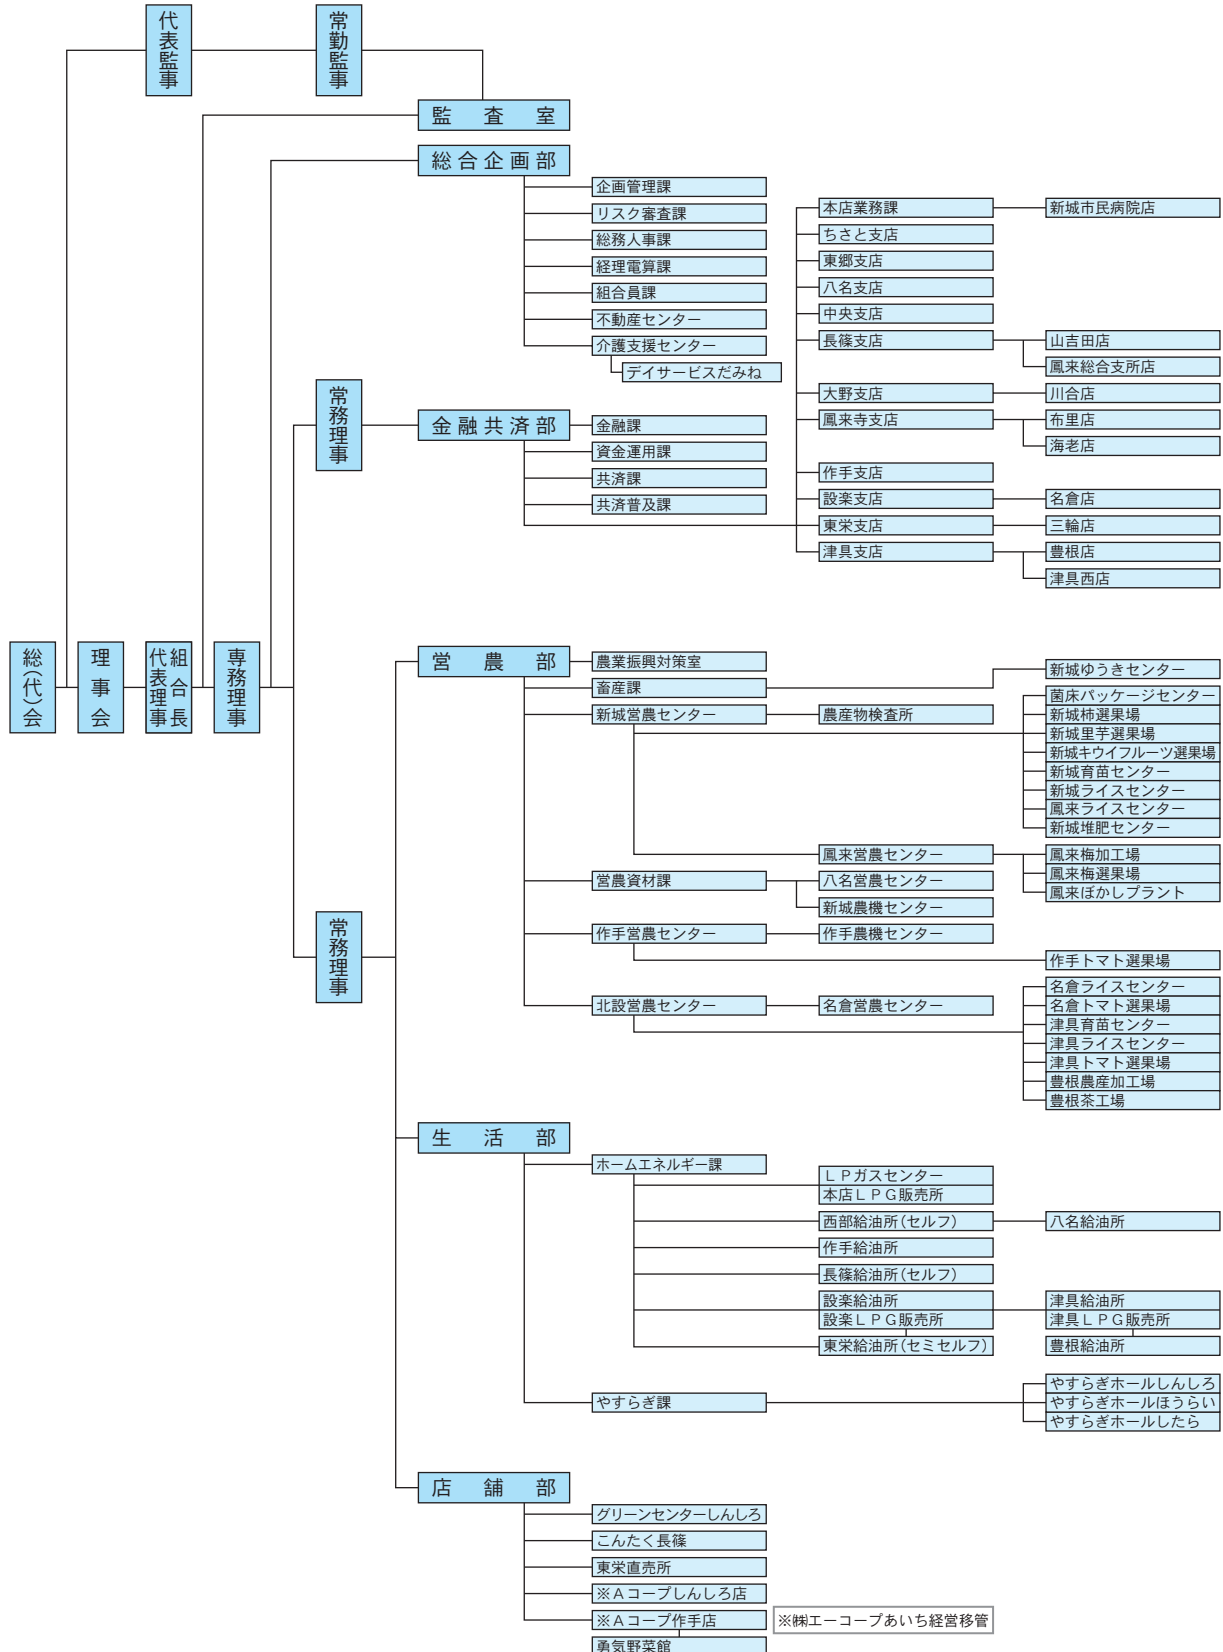 代表監事
常勤監事
監査室
総合企画部
企画管理課
リスク審査課
総務人事課
経理電算課
組合員課
不動産センター
介護支援センター
デイサービスだみね
本店業務課
新城市民病院店
ちさと支店
東郷支店
八名支店
中央支店
長篠支店
山吉田店
鳳来総合支所店
大野支店
川合店
鳳来寺支店
布里店
海老店
作手支店
設楽支店
名倉店
東栄支店
三輪店
津具支店
豊根店
津具西店
常務理事
金融共済部
金融課
資金運用課
共済課
共済普及課
総(代)会
理事会
組合長
代表理事
専務理事
営農部
農業振興対策室
畜産課
新城ゆうきセンター
新城営農センター
農産物検査所
菌床パッケージセンター
新城柿選果場
新城里芋選果場
新城キウイフルーツ選果場
新城育苗センター
新城ライスセンター
鳳来ライスセンター
新城堆肥センター
鳳来営農センター
鳳来梅加工場
鳳来梅選果場
鳳来ぼかしプラント
営農資材課
八名営農センター
新城農機センター
作手営農センター
作手農機センター
作手トマト選果場
常務理事
北設営農センター
名倉営農センター
名倉ライスセンター
名倉トマト選果場
津具育苗センター
津具ライスセンター
津具トマト選果場
豊根農産加工場
豊根茶工場
生活部
ホームエネルギー課
ＬＰガスセンター
本店ＬＰＧ販売所
西部給油所(セルフ)
八名給油所
作手給油所
長篠給油所(セルフ)
設楽給油所
設楽ＬＰＧ販売所
津具給油所
津具ＬＰＧ販売所
東栄給油所(セミセルフ)
豊根給油所
やすらぎ課
やすらぎホールしんしろ
やすらぎホールほうらい
やすらぎホールしたら
店舗部
グリーンセンターしんしろ
こんたく長篠
東栄直売所
※Ａコープしんしろ店
※Ａコープ作手店
※㈱エーコープあいち経営移管
勇気野菜館